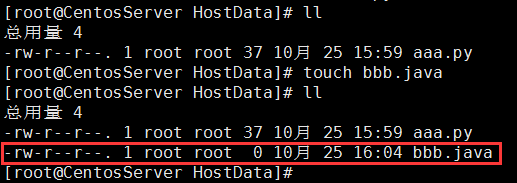 [root@CentosServer HostData]# ll
总用量 4
-rw-r--r--. 1 root root 37 10月 25 15:59 aaa.py
[root@CentosServer HostData]# touch bbb.java
[root@CentosServer HostData]# ll
总用量 4
-rw-r--r--. 1 root root 37 10月 25 15:59 aaa.py
-rw-r--r--. 1 root root  0 10月 25 16:04 bbb.java
[root@CentosServer HostData]#